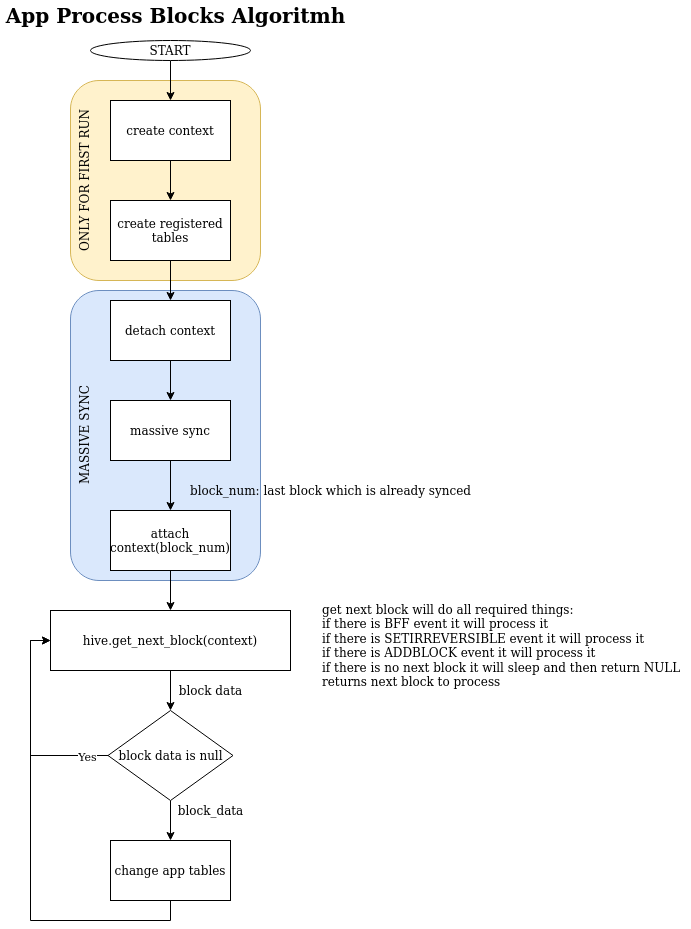 App Process Blocks Algoritmh
START
ONLY FOR FIRST RUN
create context
create registered
tables
MASSIVE SYNC
detach context
massive sync
block_num: last block which is already synced
attach
context(block_num)
hive.get_next_block(context)
get next block will do all required things:
if there is BFF event it will process it
if there is SETIRREVERSIBLE event it will process it
if there is ADDBLOCK event it will process it
if there is no next block it will sleep and then return NULL
returns next block to process
block data
block data is null
Yes
block_data
change app tables